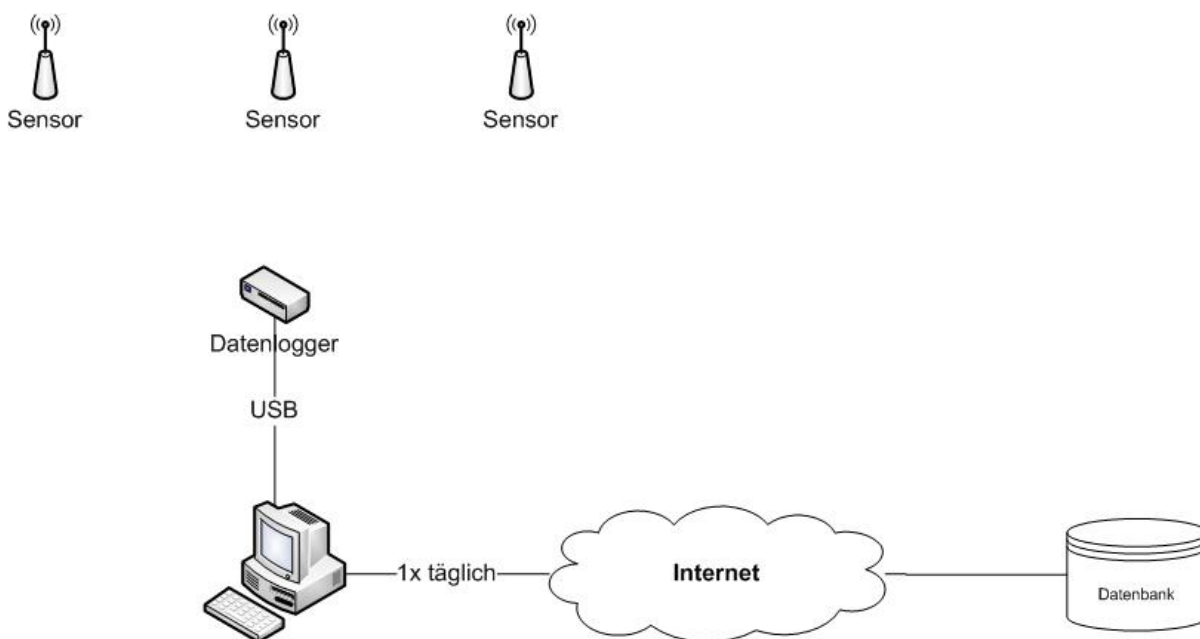 Sensor
Sensor
Sensor
Datenlogger
USB
1x täglich
Internet
Datenbank